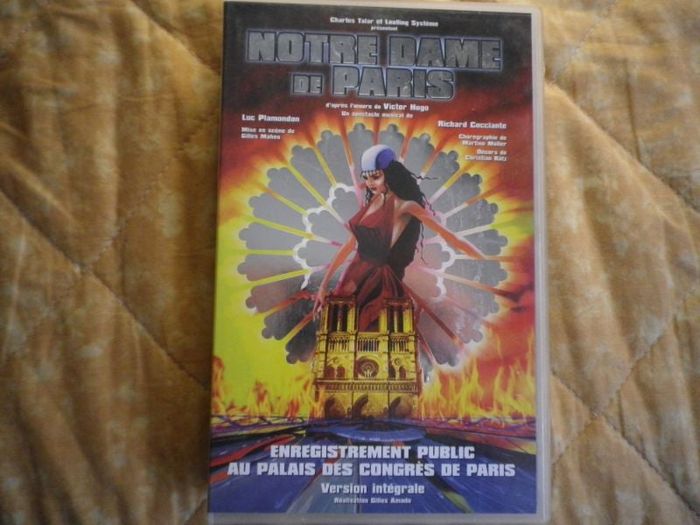 Charles Talar et Loulling Système
présentent
NOTRE DAME
DE PARIS
d'après l'œuvre de Victor Hugo
Un spectacle musical de
Luc Plamondon
Richard Cocciante
Mise en scène de
Gilles Maheu
Chorégraphie de
Martino Muller
Décors de
Christian Rätz
ENREGISTREMENT PUBLIC
AU PALAIS DES CONGRÈS DE PARIS
Version intégrale
Réalisation Gilles Amado